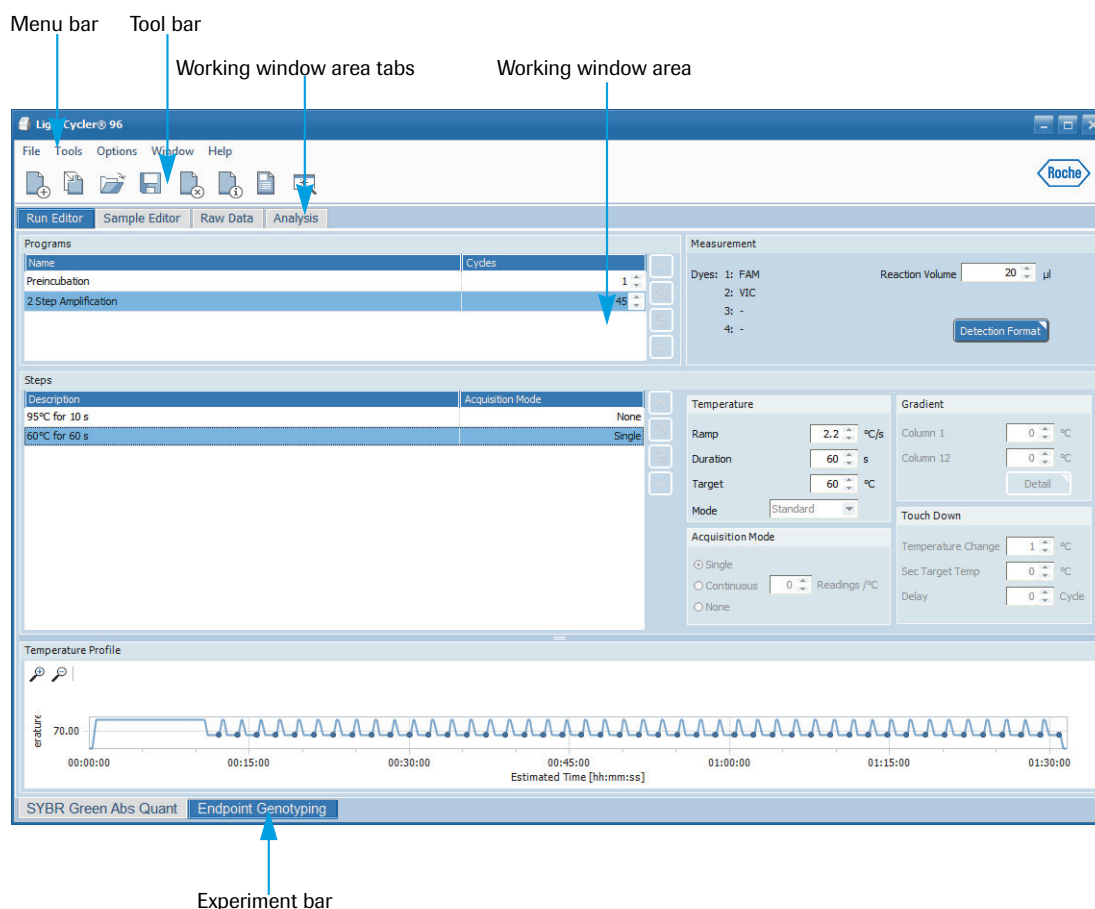 Menu bar Tool bar
Working window area tabs Working window area
LightCycler® 96
File Tools Options Window Help
Roche
Run Editor Sample Editor Raw Data Analysis
Programs
Name Cycles
Preincubation 1
2 Step Amplification 45
Measurement
Dyes: 1: FAM
2: VIC
3: -
4: -
Reaction Volume 20 µl
Detection Format
Steps
Description Acquisition Mode
95°C for 10 s None
60°C for 60 s Single
Temperature
Ramp 2.2 °C/s
Duration 60 s
Target 60 °C
Mode Standard
Acquisition Mode
Single
Continuous 0 Readings /°C
None
Gradient
Column 1 0 °C
Column 12 0 °C
Detail
Touch Down
Temperature Change 1 °C
Sec Target Temp 0 °C
Delay 0 Cycle
Temperature Profile
erature
70.00
00:00:00 00:15:00 00:30:00 00:45:00 01:00:00 01:15:00 01:30:00
Estimated Time [hh:mm:ss]
SYBR Green Abs Quant Endpoint Genotyping
Experiment bar